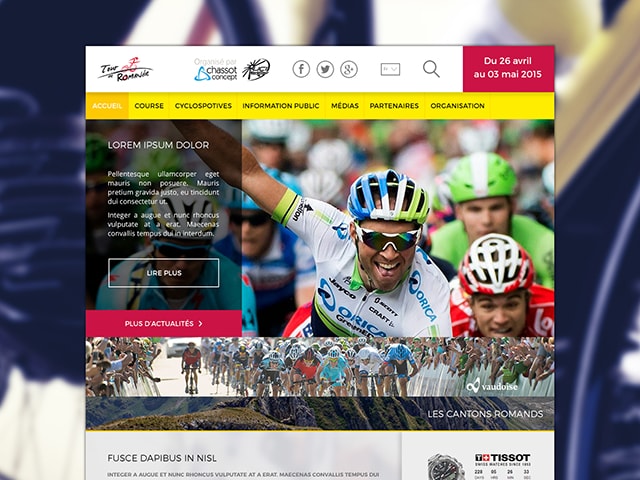 Tour de Romandie
Organisé par
chassot
concept
Du 26 avril
au 03 mai 2015
ACCUEIL COURSE CYCLOSPOTIVES INFORMATION PUBLIC MÉDIAS PARTENAIRES ORGANISATION
LOREM IPSUM DOLOR
Pellentesque ullamcorper eget
mauris non posuere. Mauris
pretium gravida justo, eu tincidunt
dui consectetur ut.
Integer a augue et nunc rhoncus
vulputate at a erat. Maecenas
convallis tempus dui in interdum.
LIRE PLUS
PLUS D'ACTUALITÉS
Jayco
SCOTT
CRAFT
ORICA
GreenEDGE
ORICA
vaudoise
LES CANTONS ROMANDS
FUSCE DAPIBUS IN NISL
INTEGER A AUGUE ET NUNC RHONCUS VULPUTATE AT A ERAT. MAECENAS CONVALLIS TEMPUS DUI
TISSOT
SWISS WATCHES SINCE 1853